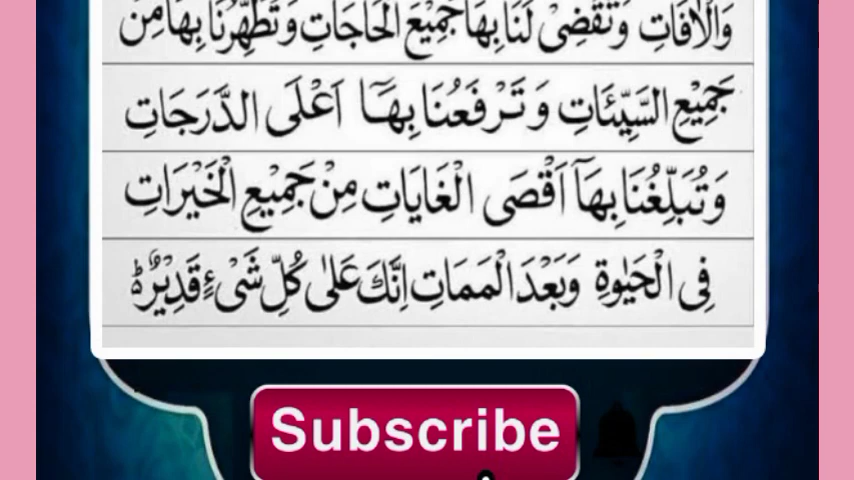 وَالْاٰفَاتِ وَتَقْضِىْ لَنَا بِهَا جَمِيْعَ الْحَاجَاتِ وَتُطَهِّرُنَا بِهَا مِنْ
جَمِيْعِ السَّيِّئَاتِ وَ تَرْفَعُنَا بِهَآ اَعْلَى الدَّرَجَاتِ
وَتُبَلِّغُنَا بِهَآ اَقْصَى الْغَايَاتِ مِنْ جَمِيْعِ الْخَيْرَاتِ
فِى الْحَيٰوةِ وَبَعْدَ الْمَمَاتِ اِنَّكَ عَلٰى كُلِّ شَىْءٍ قَدِيْرٌ ؕ
Subscribe